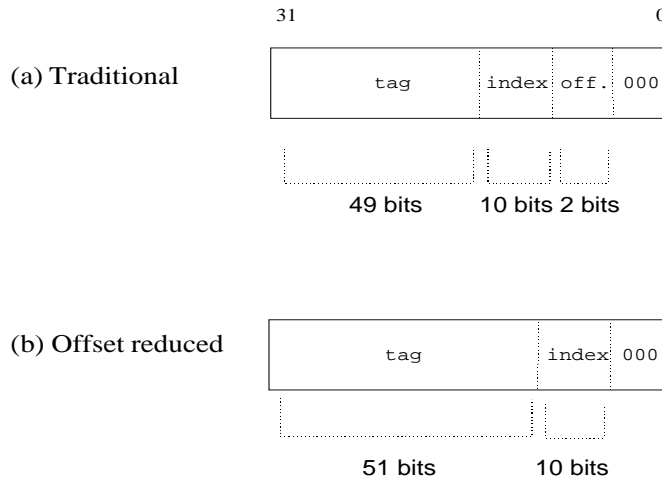 31 0
(a) Traditional
tag index off. 000
49 bits 10 bits 2 bits
(b) Offset reduced
tag index 000
51 bits 10 bits